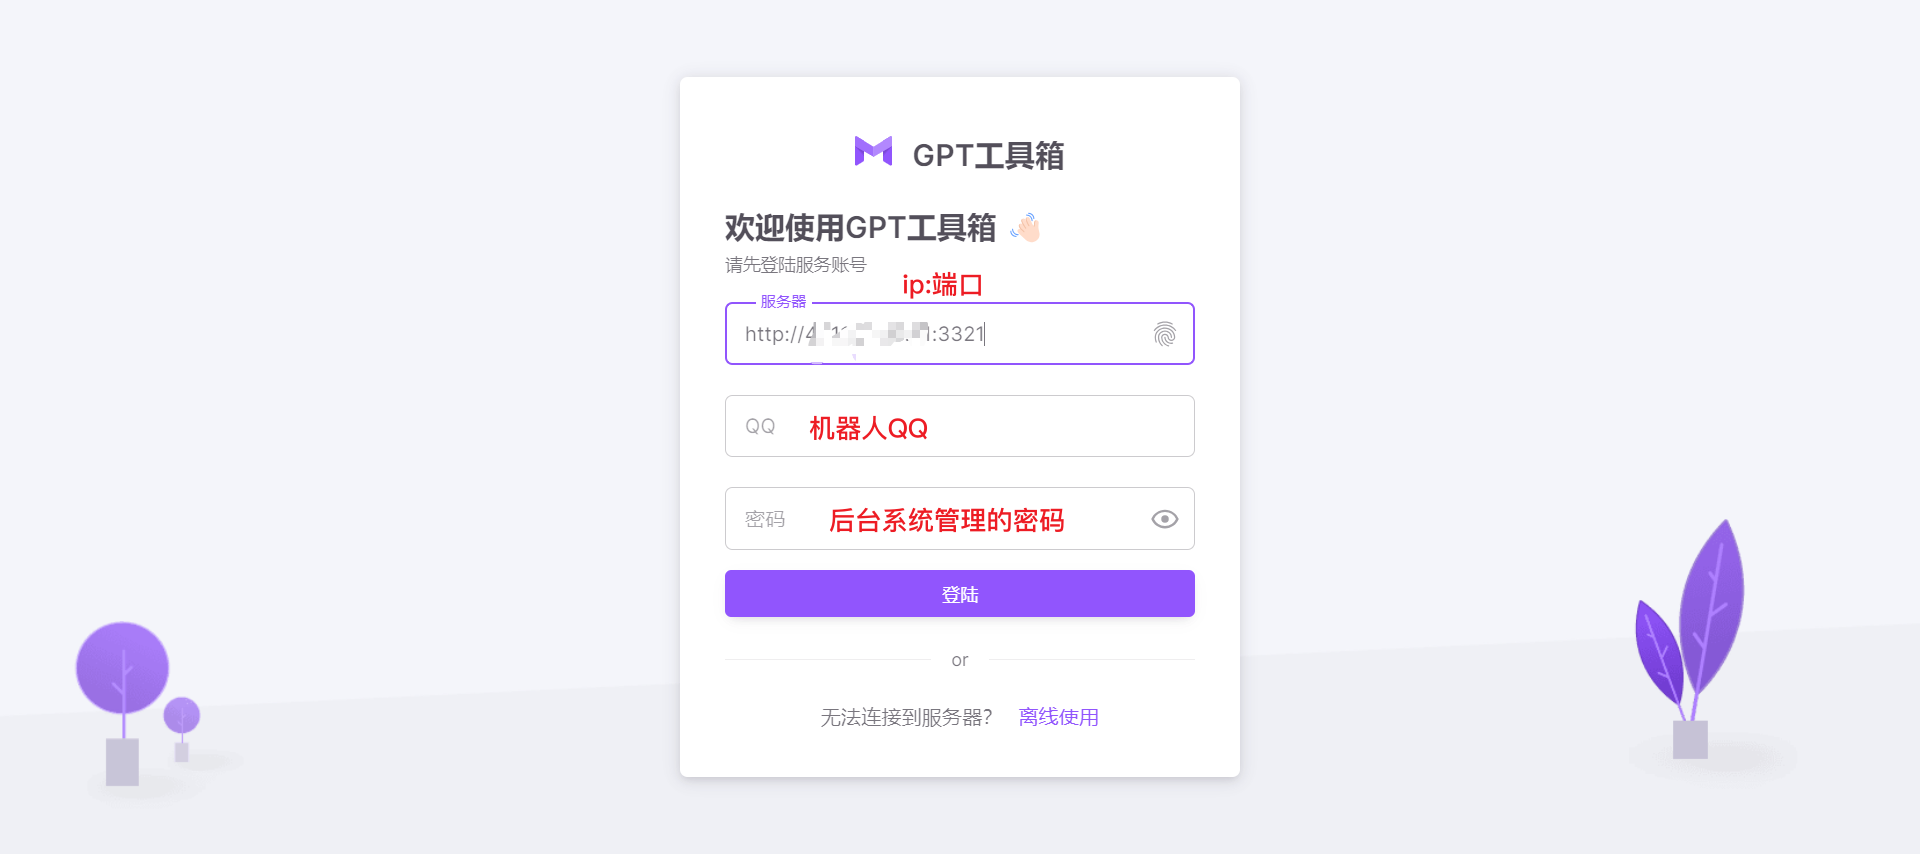 GPT工具箱
欢迎使用GPT工具箱
请先登陆服务账号
ip:端口
服务器
http://4 1:3321
QQ 机器人QQ
密码 后台系统管理的密码
登陆
or
无法连接到服务器? 离线使用